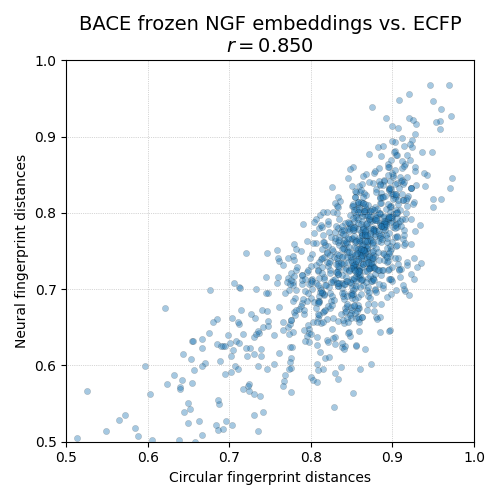 BACE frozen NGF embeddings vs. ECFP
r = 0.850
1.0
0.9
0.8
0.7
0.6
0.5
Neural fingerprint distances
0.5 0.6 0.7 0.8 0.9 1.0
Circular fingerprint distances